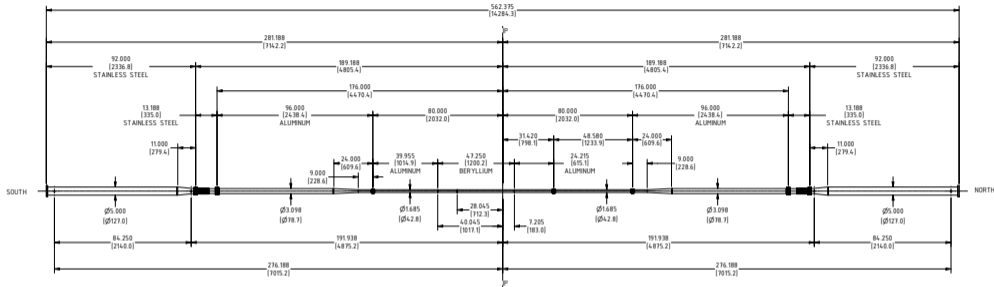 562.375
[14284.3]
IP
281.188
[7142.2]
281.188
[7142.2]
92.000
[2336.8]
STAINLESS STEEL
189.188
[4805.4]
189.188
[4805.4]
92.000
[2336.8]
STAINLESS STEEL
176.000
[4470.4]
176.000
[4470.4]
13.188
[335.0]
STAINLESS STEEL
96.000
[2438.4]
ALUMINUM
80.000
[2032.0]
80.000
[2032.0]
96.000
[2438.4]
ALUMINUM
13.188
[335.0]
STAINLESS STEEL
31.420
[798.1]
48.580
[1233.9]
24.000
[609.6]
11.000
[279.4]
24.000
[609.6]
39.955
[1014.9]
ALUMINUM
47.250
[1200.2]
BERYLLIUM
24.215
[615.1]
ALUMINUM
9.000
[228.6]
11.000
[279.4]
9.000
[228.6]
SOUTH
NORTH
Ø5.000
[Ø127.0]
Ø3.098
[Ø78.7]
Ø1.685
[Ø42.8]
28.045
[712.3]
40.045
[1017.1]
7.205
[183.0]
Ø1.685
[Ø42.8]
Ø3.098
[Ø78.7]
Ø5.000
[Ø127.0]
84.250
[2140.0]
191.938
[4875.2]
191.938
[4875.2]
84.250
[2140.0]
276.188
[7015.2]
276.188
[7015.2]
IP